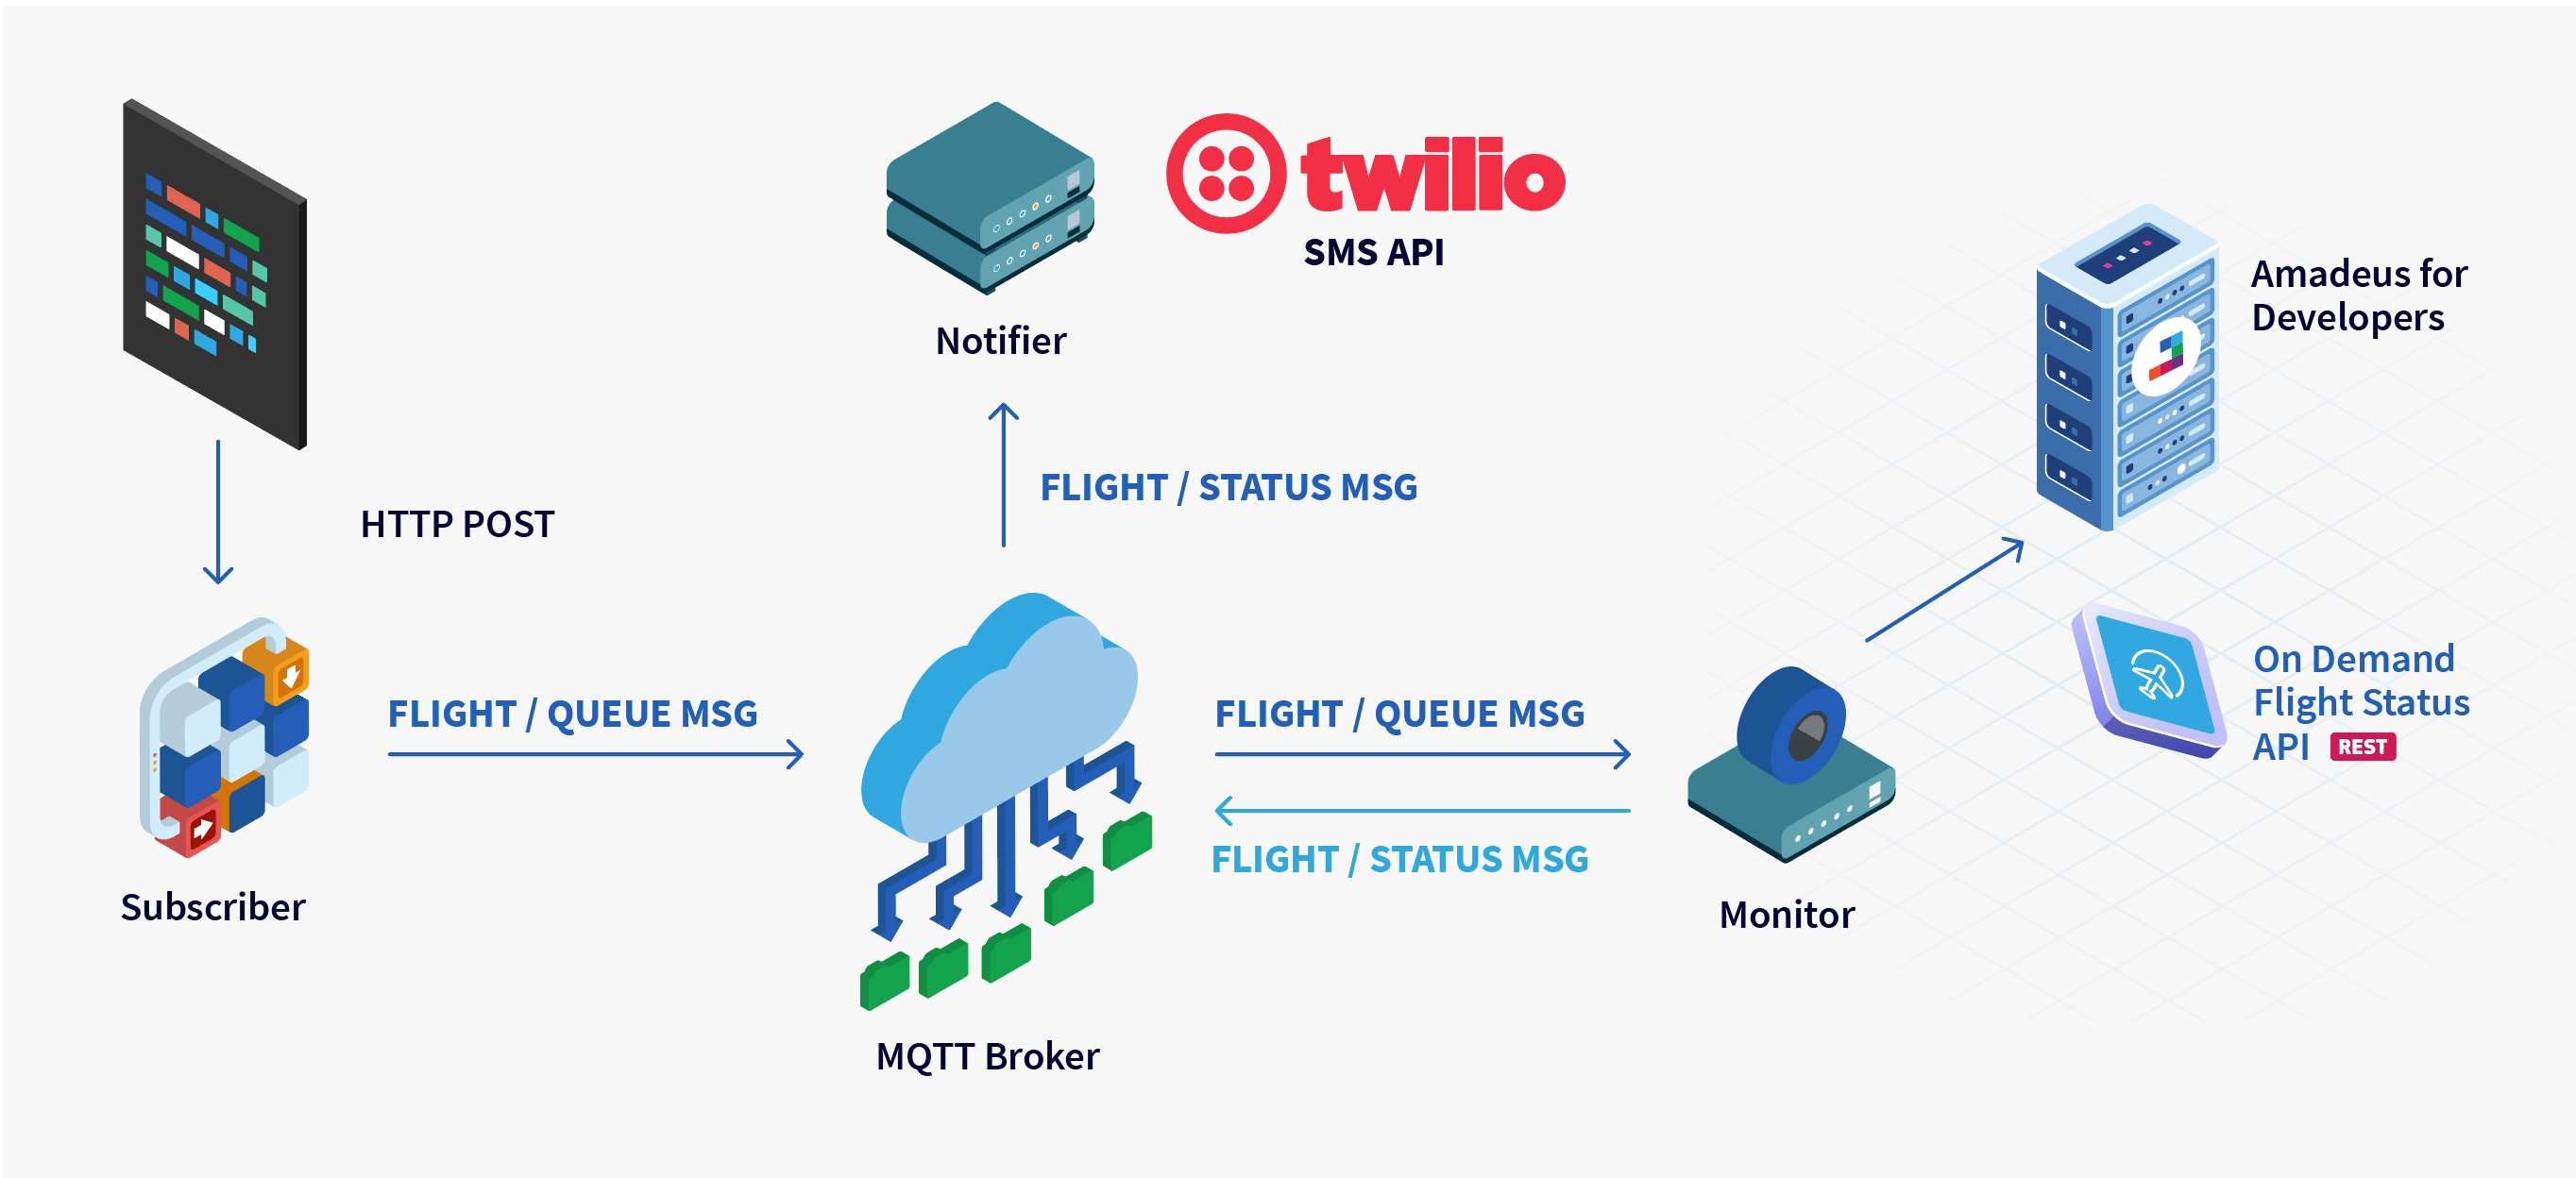 twilio
SMS API
Notifier
Amadeus for
Developers
HTTP POST
FLIGHT / STATUS MSG
FLIGHT / QUEUE MSG
FLIGHT / QUEUE MSG
FLIGHT / STATUS MSG
On Demand
Flight Status
API REST
Subscriber
Monitor
MQTT Broker